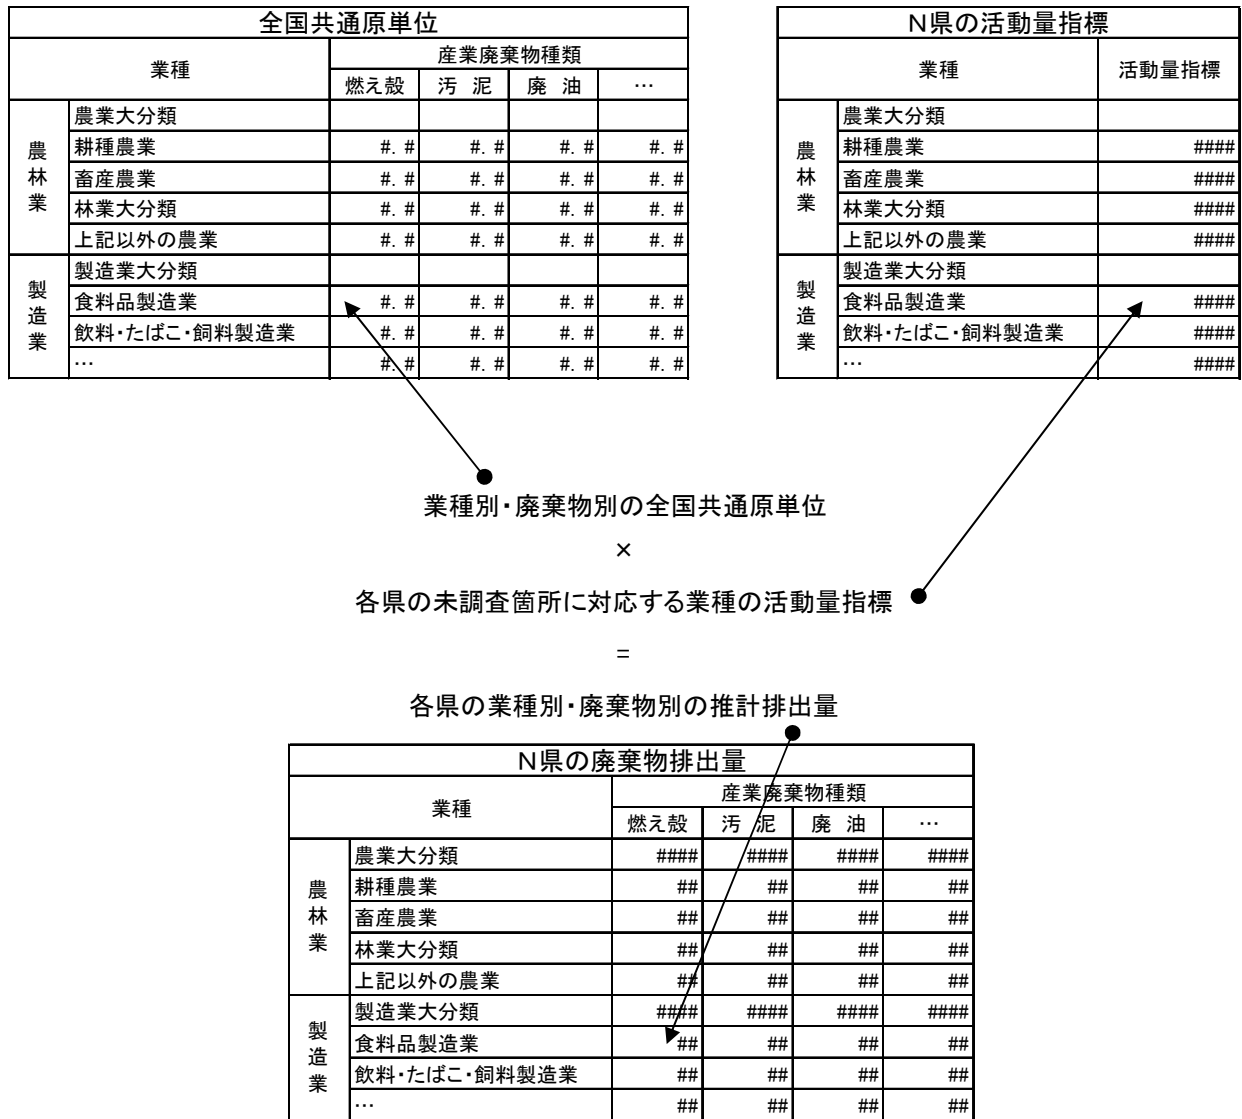 全国共通原単位
業種 産業廃棄物種類
燃え殻 汚 泥 廃 油 …
農林業
農業大分類
耕種農業 #. # #. # #. # #. #
畜産農業 #. # #. # #. # #. #
林業大分類 #. # #. # #. # #. #
上記以外の農業 #. # #. # #. # #. #
製造業
製造業大分類
食料品製造業 #. # #. # #. # #. #
飲料・たばこ・飼料製造業 #. # #. # #. # #. #
… #. # #. # #. # #. #
N県の活動量指標
業種 活動量指標
農林業
農業大分類
耕種農業 ####
畜産農業 ####
林業大分類 ####
上記以外の農業 ####
製造業
製造業大分類
食料品製造業 ####
飲料・たばこ・飼料製造業 ####
… ####
業種別・廃棄物別の全国共通原単位
×
各県の未調査箇所に対応する業種の活動量指標
=
各県の業種別・廃棄物別の推計排出量
N県の廃棄物排出量
業種 産業廃棄物種類
燃え殻 汚 泥 廃 油 …
農林業
農業大分類 #### #### #### ####
耕種農業 ## ## ## ##
畜産農業 ## ## ## ##
林業大分類 ## ## ## ##
上記以外の農業 ## ## ## ##
製造業
製造業大分類 #### #### #### ####
食料品製造業 ## ## ## ##
飲料・たばこ・飼料製造業 ## ## ## ##
… ## ## ## ##